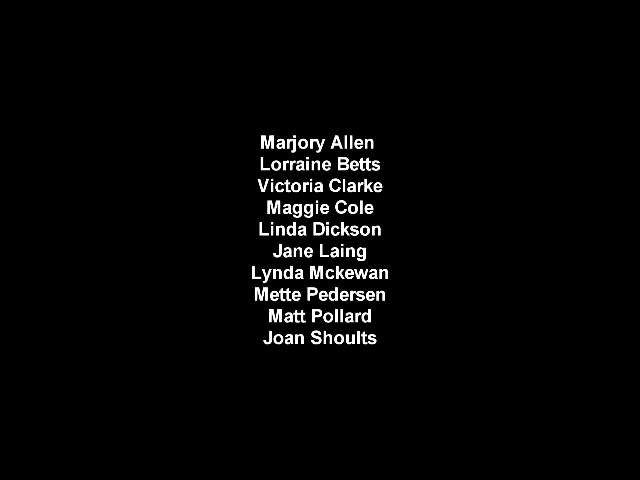 Marjory Allen
Lorraine Betts
Victoria Clarke
Maggie Cole
Linda Dickson
Jane Laing
Lynda Mckewan
Mette Pedersen
Matt Pollard
Joan Shoults